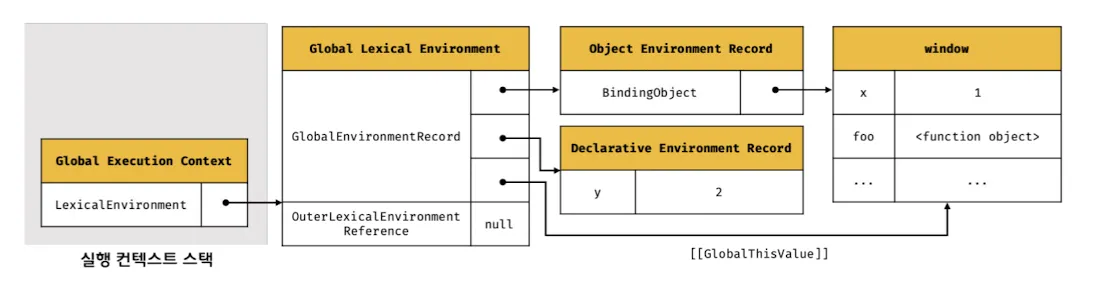 Global Execution Context
LexicalEnvironment
실행 컨텍스트 스택
Global Lexical Environment
GlobalEnvironmentRecord
OuterLexicalEnvironment
Reference
null
Object Environment Record
BindingObject
Declarative Environment Record
y
2
window
x
1
foo
<function object>
...
...
[[GlobalThisValue]]